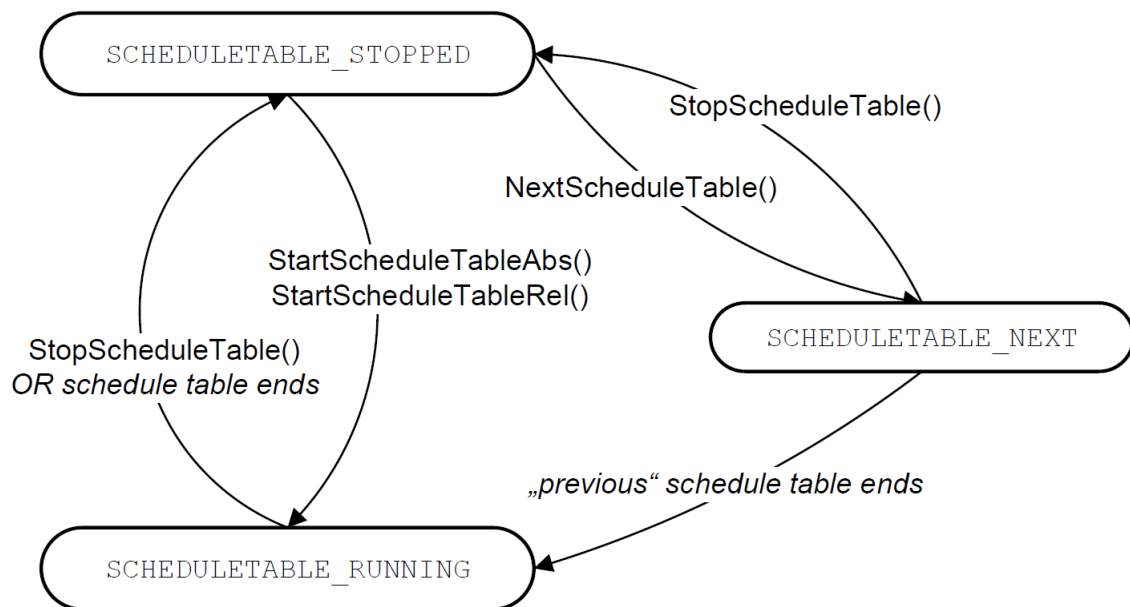 SCHEDULETABLE_STOPPED
StopScheduleTable()
NextScheduleTable()
StartScheduleTableAbs()
StartScheduleTableRel()
SCHEDULETABLE_NEXT
StopScheduleTable()
OR schedule table ends
„previous“ schedule table ends
SCHEDULETABLE_RUNNING